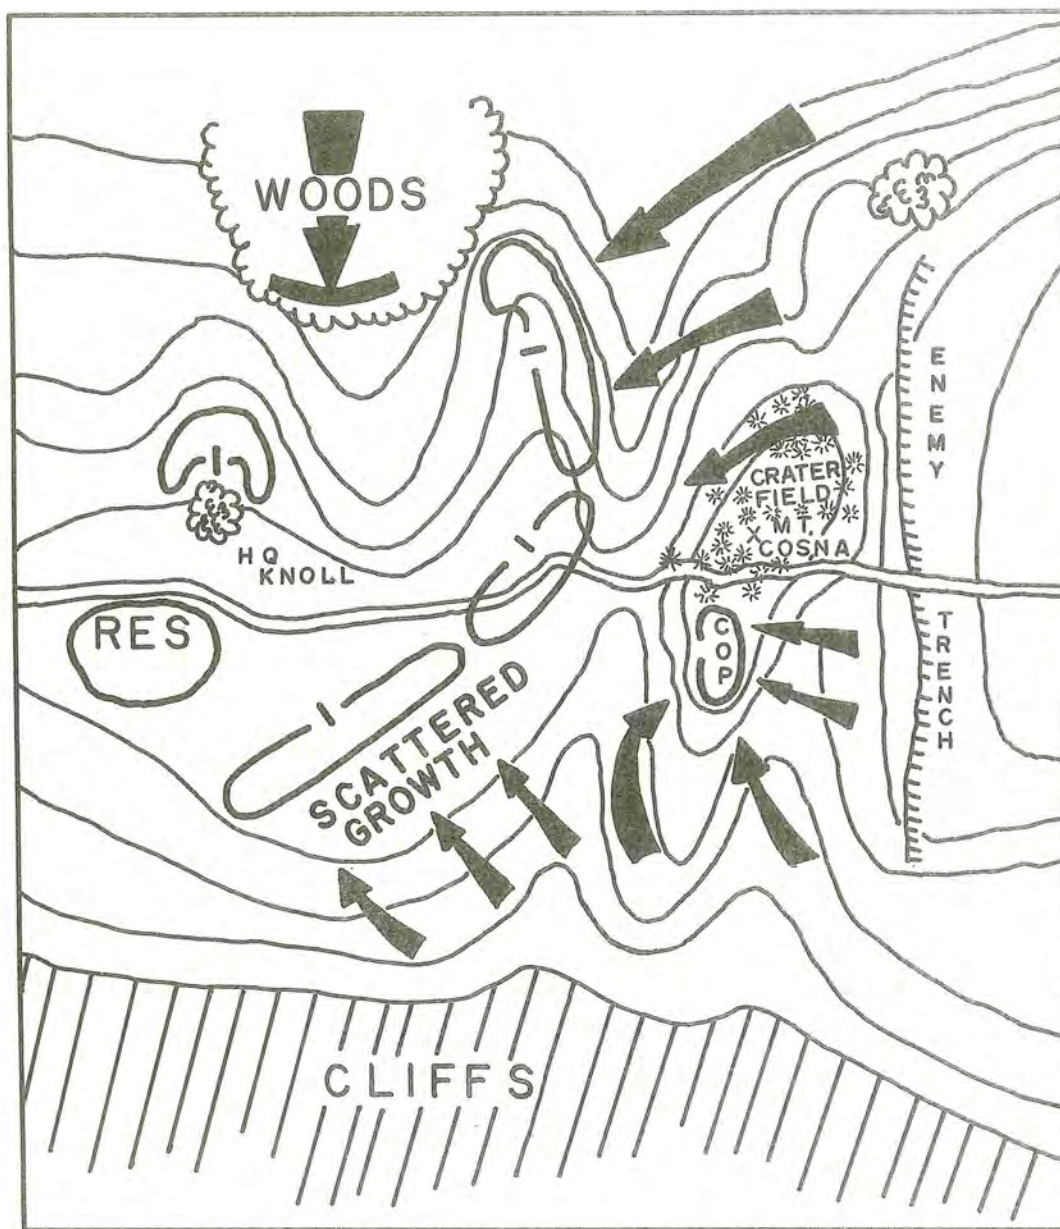 WOODS
ENEMY
CRATER
FIELD
MT.
X COSNA
HQ
KNOLL
RES
COP
TRENCH
SCATTERED
GROWTH
CLIFFS